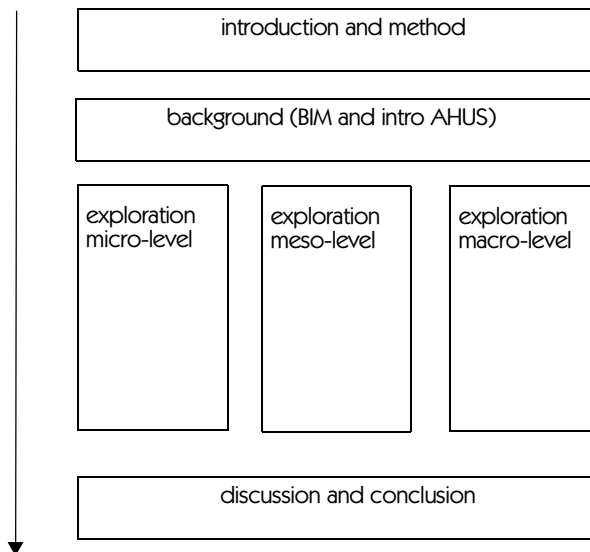 introduction and method
background (BIM and intro AHUS)
exploration
micro-level
exploration
meso-level
exploration
macro-level
discussion and conclusion